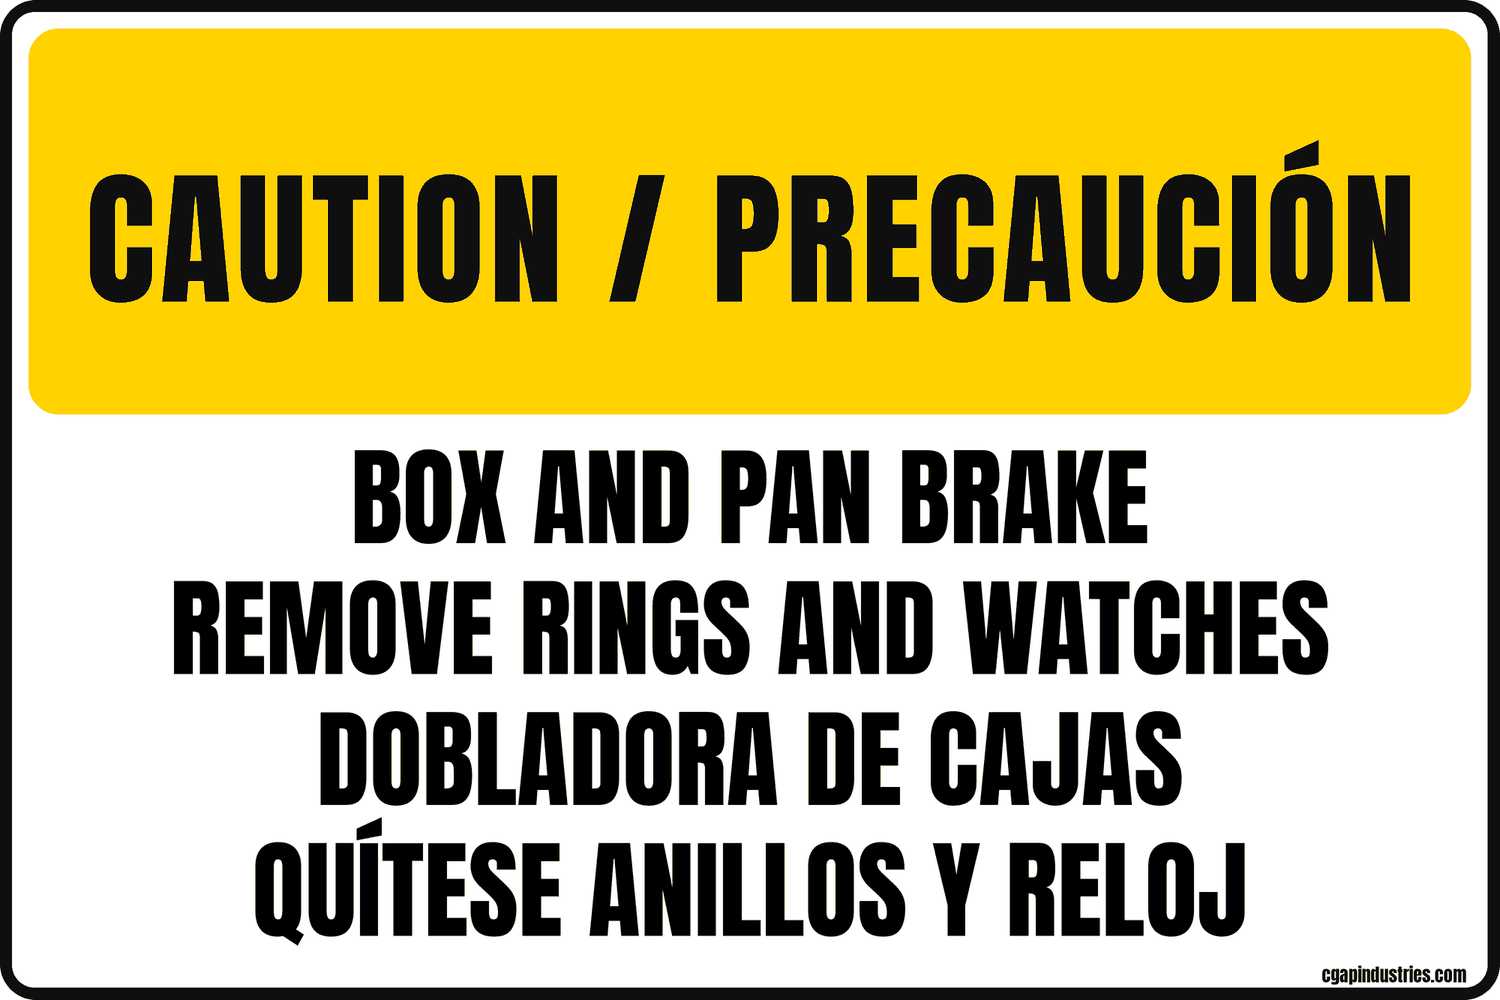 CAUTION / PRECAUCIÓN
BOX AND PAN BRAKE
REMOVE RINGS AND WATCHES
DOBLADORA DE CAJAS
QUÍTESE ANILLOS Y RELOJ
cgapindustries.com